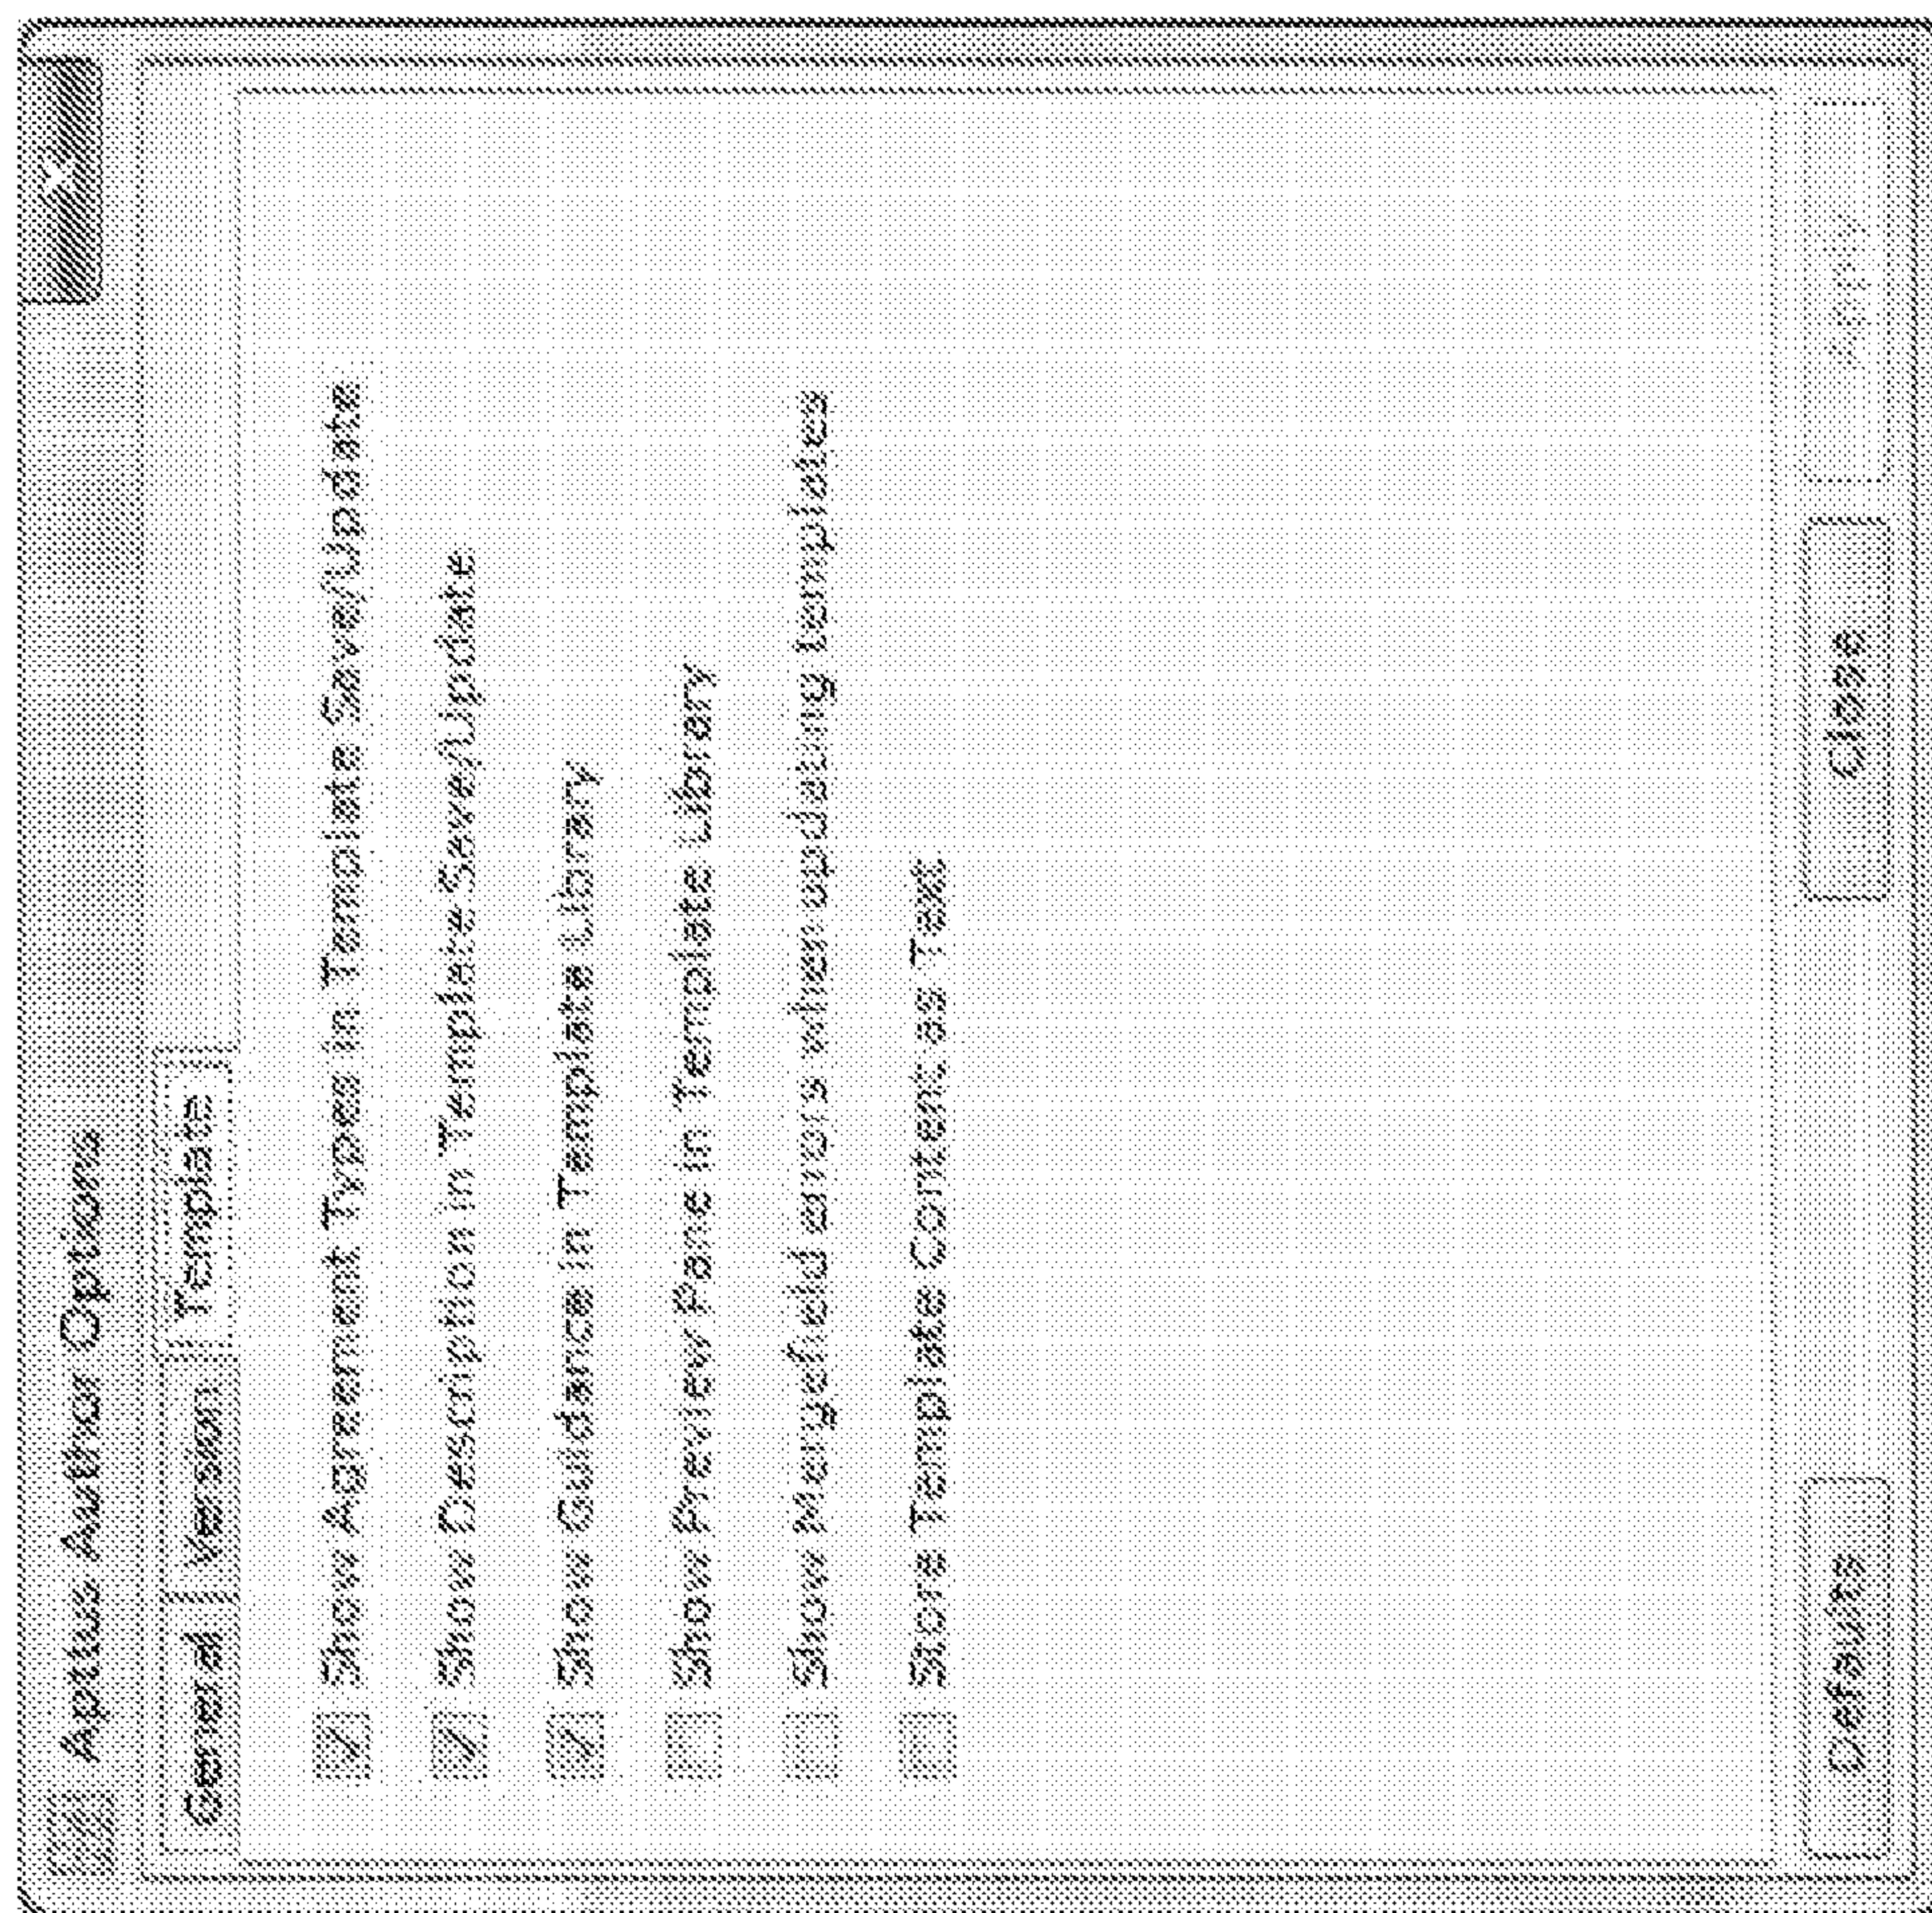 Apttus Author Options
General Version Template
Show Agreement Types in Template Save/Update
Show Description in Template Save/Update
Show Guidance in Template Library
Show Preview Pane in Template Library
Show Mergefield errors when updating templates
Store Template Content as Text
Defaults Close Apply